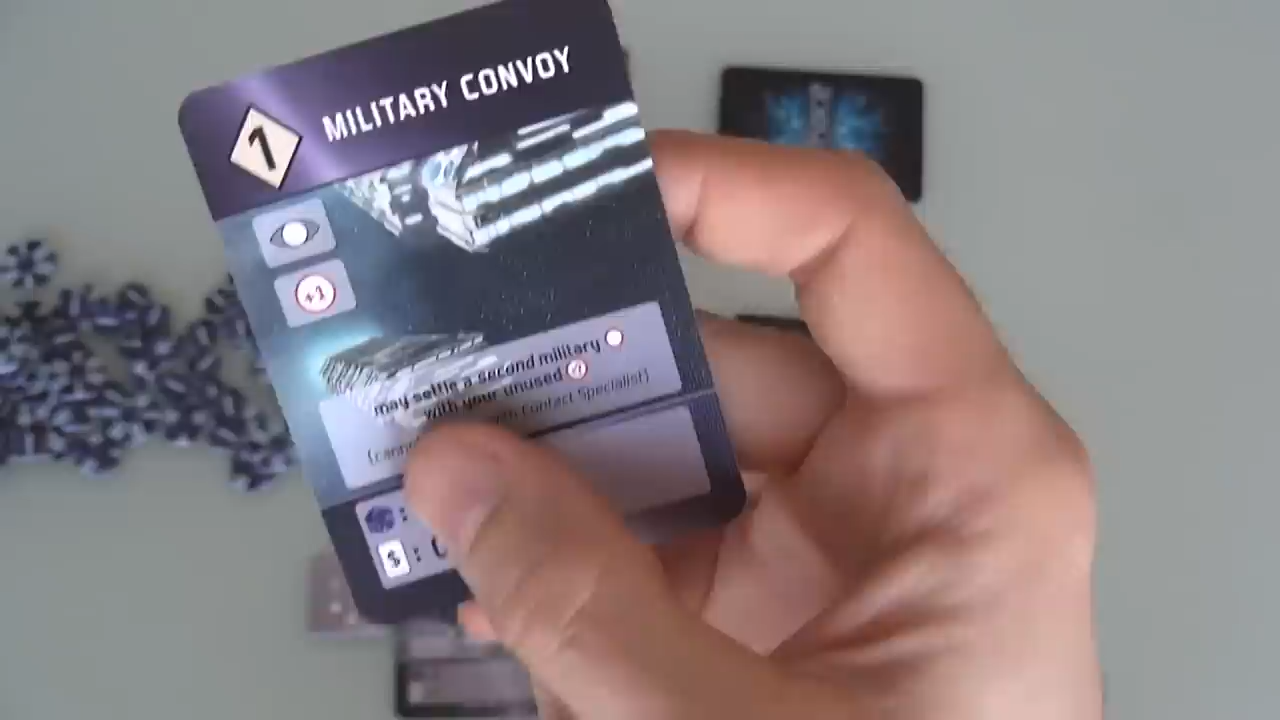 MILITARY CONVOY
1
+1
may settle a second military
with your unused
Contact Specialist)
:
$ :